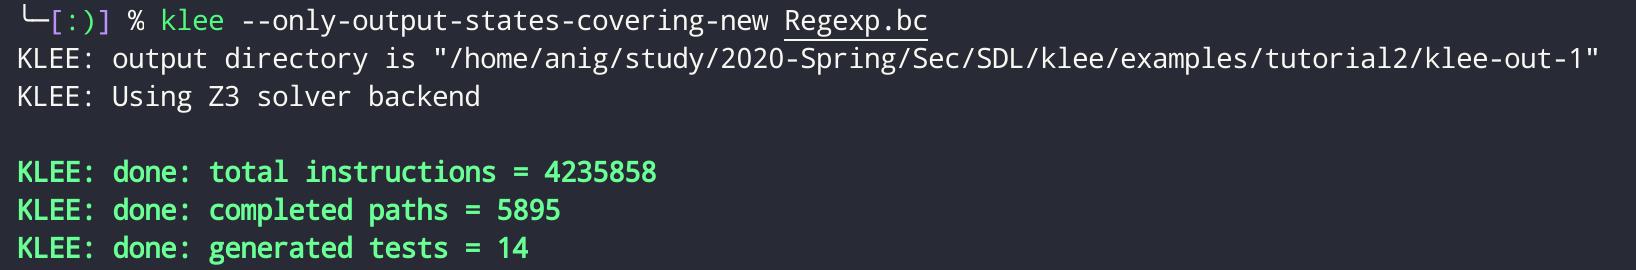 ╰─[:)] % klee --only-output-states-covering-new Regexp.bc
KLEE: output directory is "/home/anig/study/2020-Spring/Sec/SDL/klee/examples/tutorial2/klee-out-1"
KLEE: Using Z3 solver backend
KLEE: done: total instructions = 4235858
KLEE: done: completed paths = 5895
KLEE: done: generated tests = 14